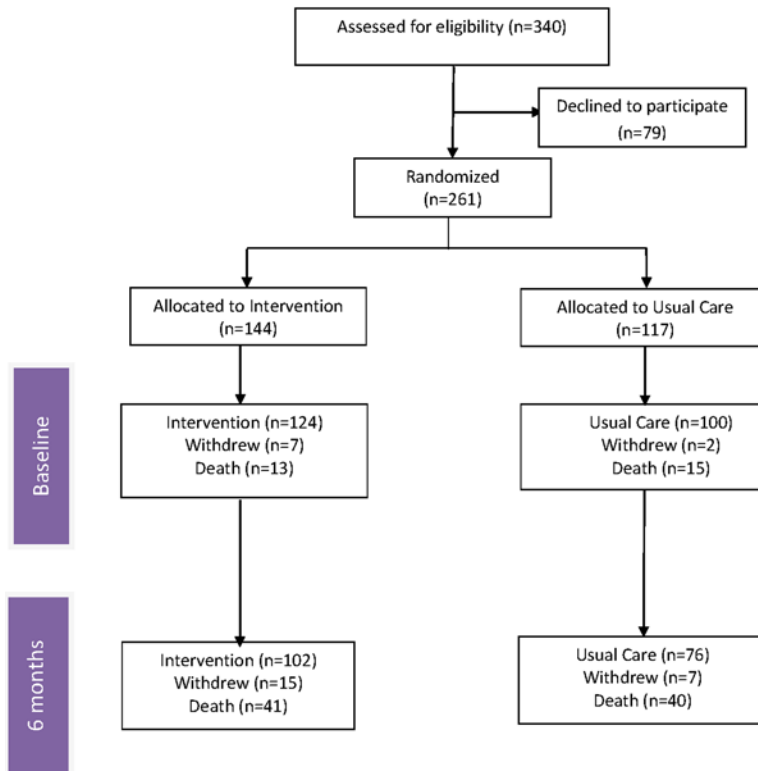 Assessed for eligibility (n=340)
Declined to participate
(n=79)
Randomized
(n=261)
Allocated to Intervention
(n=144)
Allocated to Usual Care
(n=117)
Baseline
Intervention (n=124)
Withdrew (n=7)
Death (n=13)
Usual Care (n=100)
Withdrew (n=2)
Death (n=15)
6 months
Intervention (n=102)
Withdrew (n=15)
Death (n=41)
Usual Care (n=76)
Withdrew (n=7)
Death (n=40)